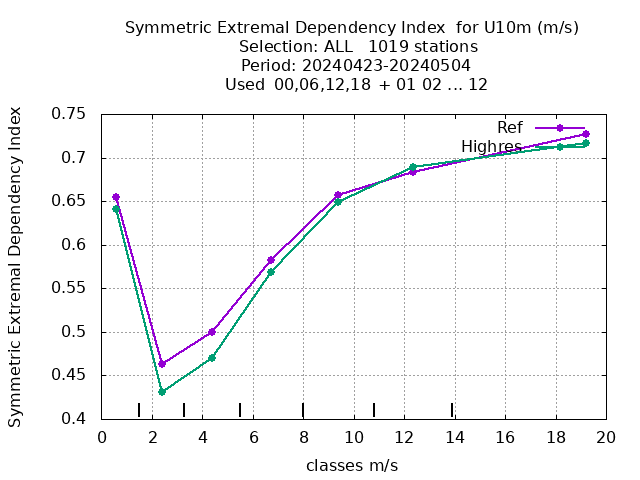 Symmetric Extremal Dependency Index  for U10m (m/s)
Selection: ALL   1019 stations
Period: 20240423-20240504
Used  00,06,12,18 + 01 02 ... 12
Symmetric Extremal Dependency Index
0.75
0.7
0.65
0.6
0.55
0.5
0.45
0.4
Ref
Highres
0 2 4 6 8 10 12 14 16 18 20
classes m/s